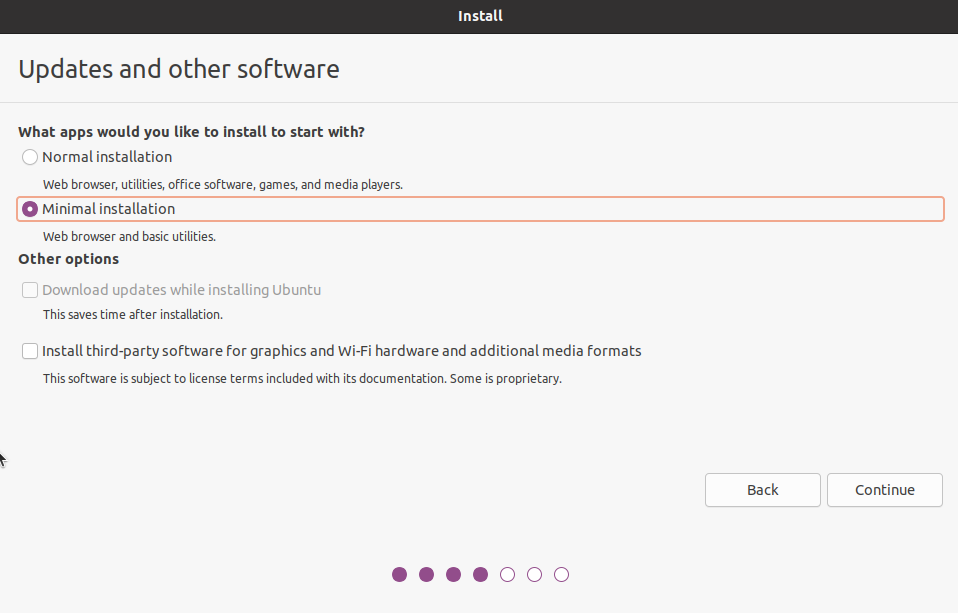 Install
Updates and other software
What apps would you like to install to start with?
Normal installation
Web browser, utilities, office software, games, and media players.
Minimal installation
Web browser and basic utilities.
Other options
Download updates while installing Ubuntu
This saves time after installation.
Install third-party software for graphics and Wi-Fi hardware and additional media formats
This software is subject to license terms included with its documentation. Some is proprietary.
Back Continue